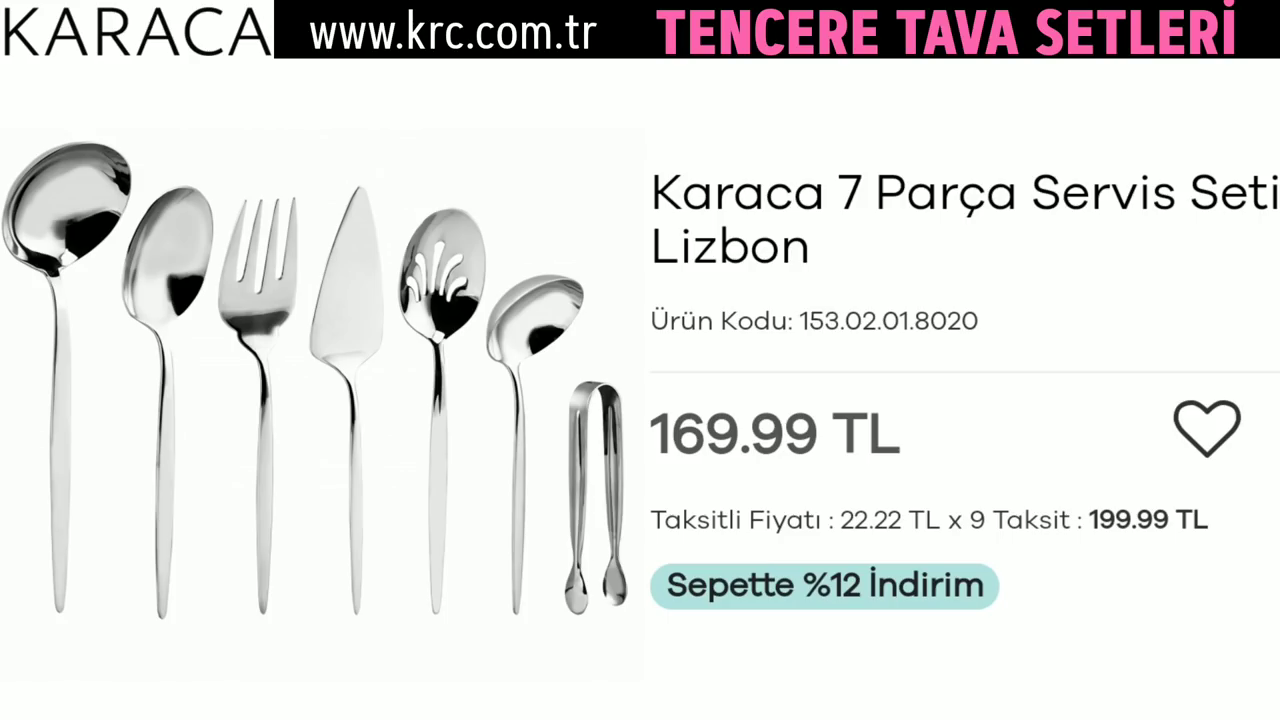 KARACA
www.krc.com.tr
TENCERE TAVA SETLERİ
Karaca 7 Parça Servis Seti
Lizbon
Ürün Kodu: 153.02.01.8020
169.99 TL
Taksitli Fiyatı : 22.22 TL x 9 Taksit : 199.99 TL
Sepette %12 İndirim